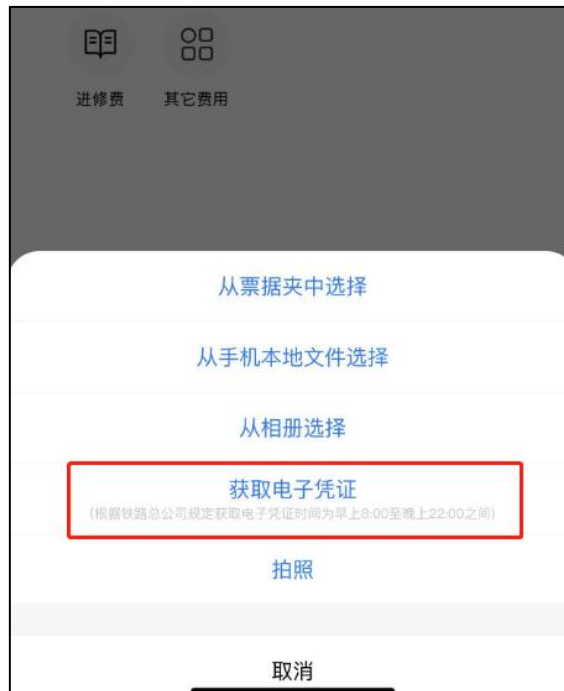 进修费 其它费用
从票据夹中选择
从手机本地文件选择
从相册选择
获取电子凭证
(根据铁路总公司规定获取电子凭证时间为早上8:00至晚上22:00之间)
拍照
取消